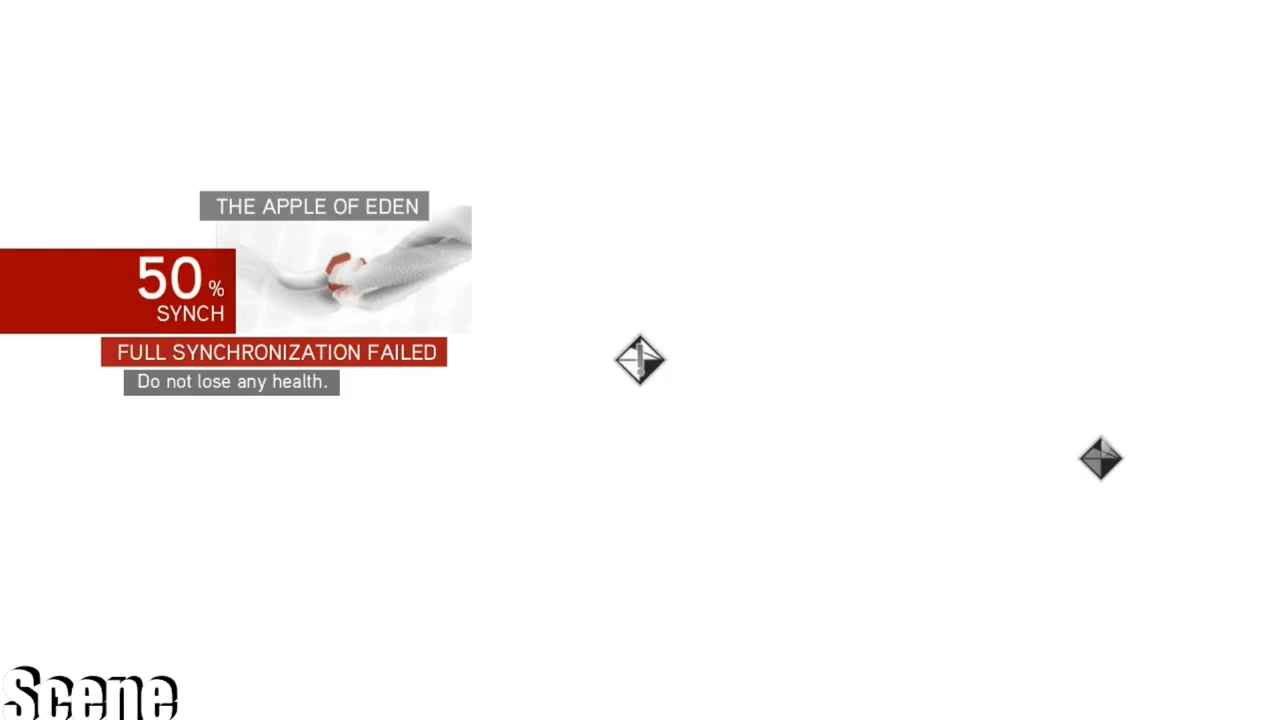 THE APPLE OF EDEN
50 %
SYNCH
FULL SYNCHRONIZATION FAILED
Do not lose any health.
Scene